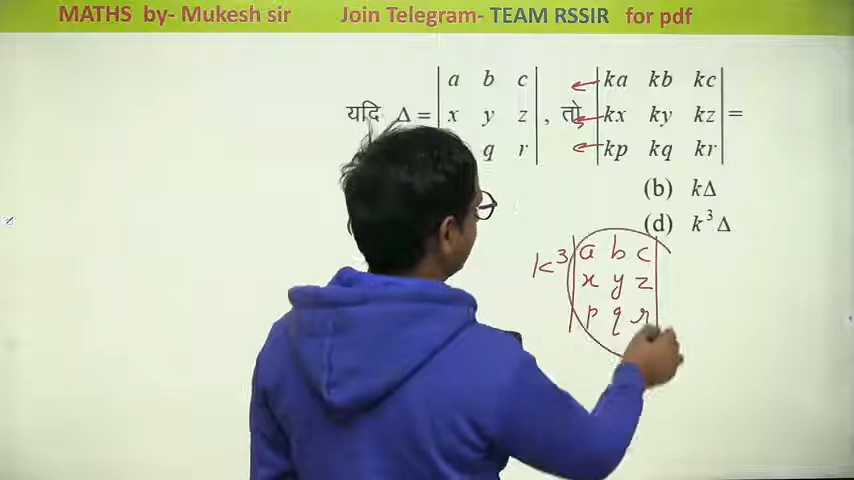 MATHS by- Mukesh sir Join Telegram- TEAM RSSIR for pdf
a b c ka kb kc
यदि Δ = x y z , तो kx ky kz =
q r kp kq kr
(b) kΔ
(d) k³Δ
k³ a b c
x y z
p q r